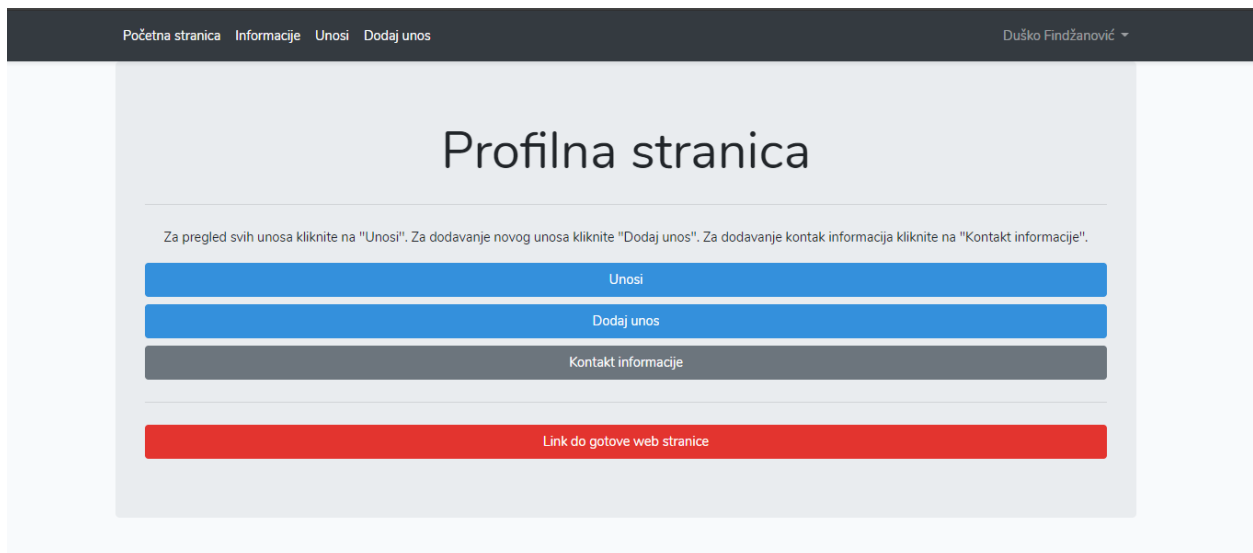 Početna stranica Informacije Unosi Dodaj unos Duško Findžanović
Profilna stranica
Za pregled svih unosa kliknite na "Unosi". Za dodavanje novog unosa kliknite "Dodaj unos". Za dodavanje kontak informacija kliknite na "Kontakt informacije".
Unosi
Dodaj unos
Kontakt informacije
Link do gotove web stranice